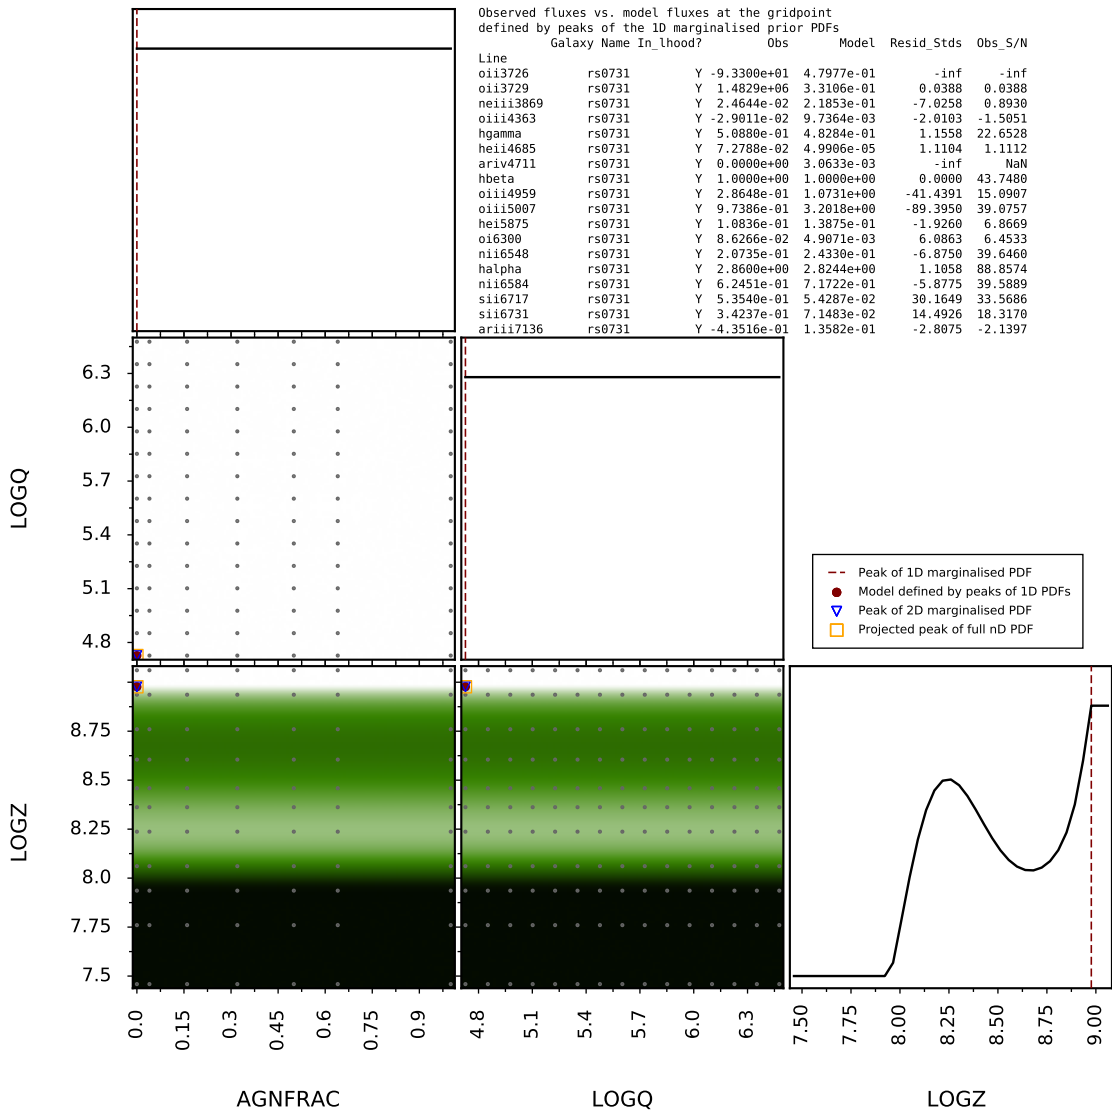 Observed fluxes vs. model fluxes at the gridpoint
defined by peaks of the 1D marginalised prior PDFs
Galaxy Name In_lhood? Obs Model Resid_Stds Obs_S/N
Line
oii3726 rs0731 Y -9.3300e+01 4.7977e-01 -inf -inf
oii3729 rs0731 Y 1.4829e+06 3.3106e-01 0.0388 0.0388
neiii3869 rs0731 Y 2.4644e-02 2.1853e-01 -7.0258 0.8930
oiii4363 rs0731 Y -2.9011e-02 9.7364e-03 -2.0103 -1.5051
hgamma rs0731 Y 5.0880e-01 4.8284e-01 1.1558 22.6528
heii4685 rs0731 Y 7.2788e-02 4.9906e-05 1.1104 1.1112
ariv4711 rs0731 Y 0.0000e+00 3.0633e-03 -inf NaN
hbeta rs0731 Y 1.0000e+00 1.0000e+00 0.0000 43.7480
oiii4959 rs0731 Y 2.8648e-01 1.0731e+00 -41.4391 15.0907
oiii5007 rs0731 Y 9.7386e-01 3.2018e+00 -89.3950 39.0757
hei5875 rs0731 Y 1.0836e-01 1.3875e-01 -1.9260 6.8669
oi6300 rs0731 Y 8.6266e-02 4.9071e-03 6.0863 6.4533
nii6548 rs0731 Y 2.0735e-01 2.4330e-01 -6.8750 39.6460
halpha rs0731 Y 2.8600e+00 2.8244e+00 1.1058 88.8574
nii6584 rs0731 Y 6.2451e-01 7.1722e-01 -5.8775 39.5889
sii6717 rs0731 Y 5.3540e-01 5.4287e-02 30.1649 33.5686
sii6731 rs0731 Y 3.4237e-01 7.1483e-02 14.4926 18.3170
ariii7136 rs0731 Y -4.3516e-01 1.3582e-01 -2.8075 -2.1397
6.3
6.0
5.7
5.4
5.1
4.8
LOGQ
Peak of 1D marginalised PDF
Model defined by peaks of 1D PDFs
Peak of 2D marginalised PDF
Projected peak of full nD PDF
8.75
8.5
8.25
8.0
7.75
7.5
LOGZ
0.0 0.15 0.3 0.45 0.6 0.75 0.9
4.8 5.1 5.4 5.7 6.0 6.3
7.50 7.75 8.00 8.25 8.50 8.75 9.00
AGNFRAC LOGQ LOGZ